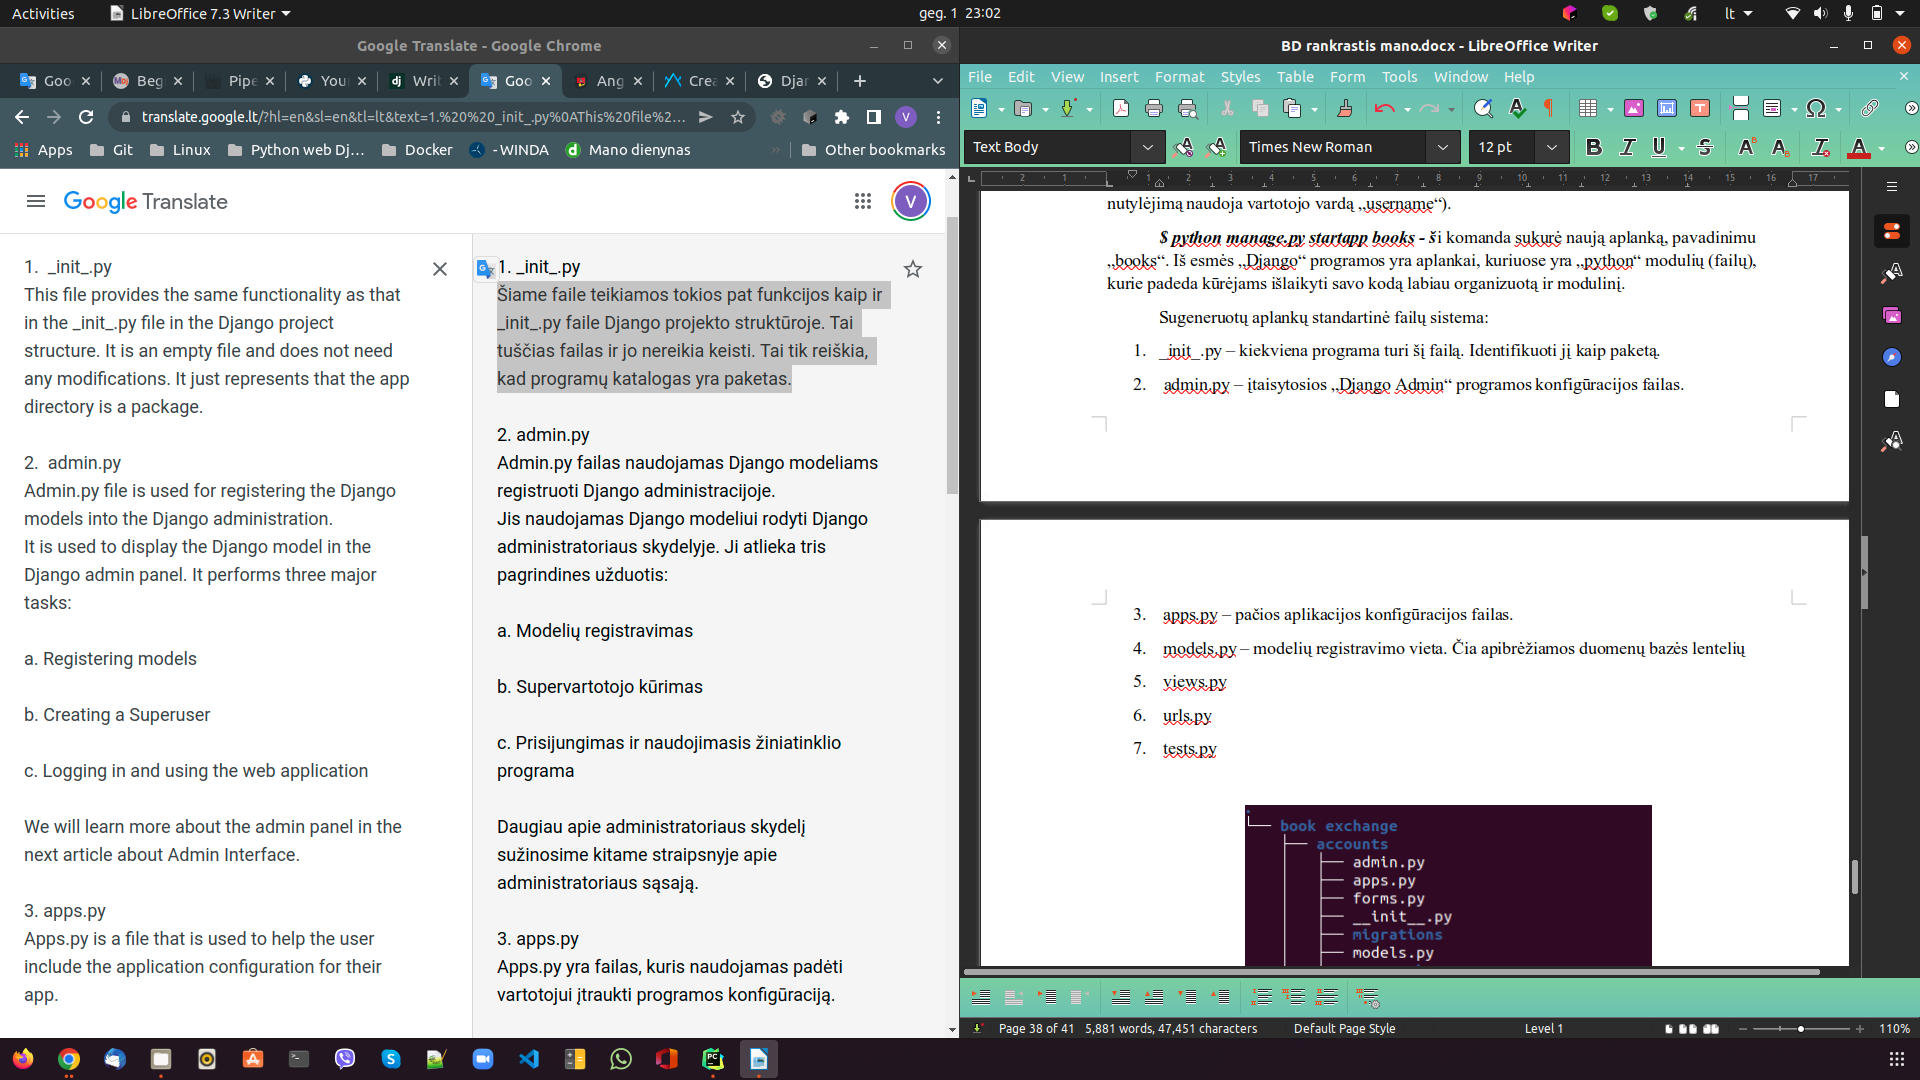 Activities
LibreOffice 7.3 Writer
geg. 1 23:02
lt
Google Translate - Google Chrome
Goo
Beg
Pipe
You
Writ
Goo
Ang
Crea
Djar
translate.google.lt/?hl=en&sl=en&tl=lt&text=1.%20%20_init_.py%0AThis%20file%2...
V
Apps
Git
Linux
Python web Dj...
Docker
-WINDA
Mano dienynas
Other bookmarks
Google Translate
V
1. _init_.py
This file provides the same functionality as that
in the _init_.py file in the Django project
structure. It is an empty file and does not need
any modifications. It just represents that the app
directory is a package.
2. admin.py
Admin.py file is used for registering the Django
models into the Django administration.
It is used to display the Django model in the
Django admin panel. It performs three major
tasks:
a. Registering models
b. Creating a Superuser
c. Logging in and using the web application
We will learn more about the admin panel in the
next article about Admin Interface.
3. apps.py
Apps.py is a file that is used to help the user
include the application configuration for their
app.
1. _init_.py
Šiame faile teikiamos tokios pat funkcijos kaip ir
_init_.py faile Django projekto struktūroje. Tai
tuščias failas ir jo nereikia keisti. Tai tik reiškia,
kad programų katalogas yra paketas.
2. admin.py
Admin.py failas naudojamas Django modeliams
registruoti Django administracijoje.
Jis naudojamas Django modeliui rodyti Django
administratoriaus skydelyje. Ji atlieka tris
pagrindines užduotis:
a. Modelių registravimas
b. Supervartotojo kūrimas
c. Prisijungimas ir naudojimasis žiniatinklio
programa
Daugiau apie administratoriaus skydelį
sužinosime kitame straipsnyje apie
administratoriaus sąsają.
3. apps.py
Apps.py yra failas, kuris naudojamas padėti
vartotojui įtraukti programos konfigūraciją.
BD rankrastis mano.docx - LibreOffice Writer
File Edit View Insert Format Styles Table Form Tools Window Help
Text Body
Times New Roman
12 pt
2 1 1 2 3 4 5 6 7 8 9 10 11 12 13 14 15 16 17
nutylėjimą naudoja vartotojo vardą „username“).
$ python manage.py startapp books - ši komanda sukurė naują aplanką, pavadinimu
„books“. Iš esmės „Django“ programos yra aplankai, kuriuose yra „python“ modulių (failų),
kurie padeda kūrėjams išlaikyti savo kodą labiau organizuotą ir modulinį.
Sugeneruotų aplankų standartinė failų sistema:
1. _init_.py – kiekviena programa turi šį failą. Identifikuoti jį kaip paketą.
2. admin.py – įtaisytosios „Django Admin“ programos konfigūracijos failas.
3. apps.py – pačios aplikacijos konfigūracijos failas.
4. models.py – modelių registravimo vieta. Čia apibrėžiamos duomenų bazės lentelių
5. views.py
6. urls.py
7. tests.py
book exchange
accounts
admin.py
apps.py
forms.py
__init__.py
migrations
models.py
Page 38 of 41
5,881 words, 47,451 characters
Default Page Style
Level 1
110%